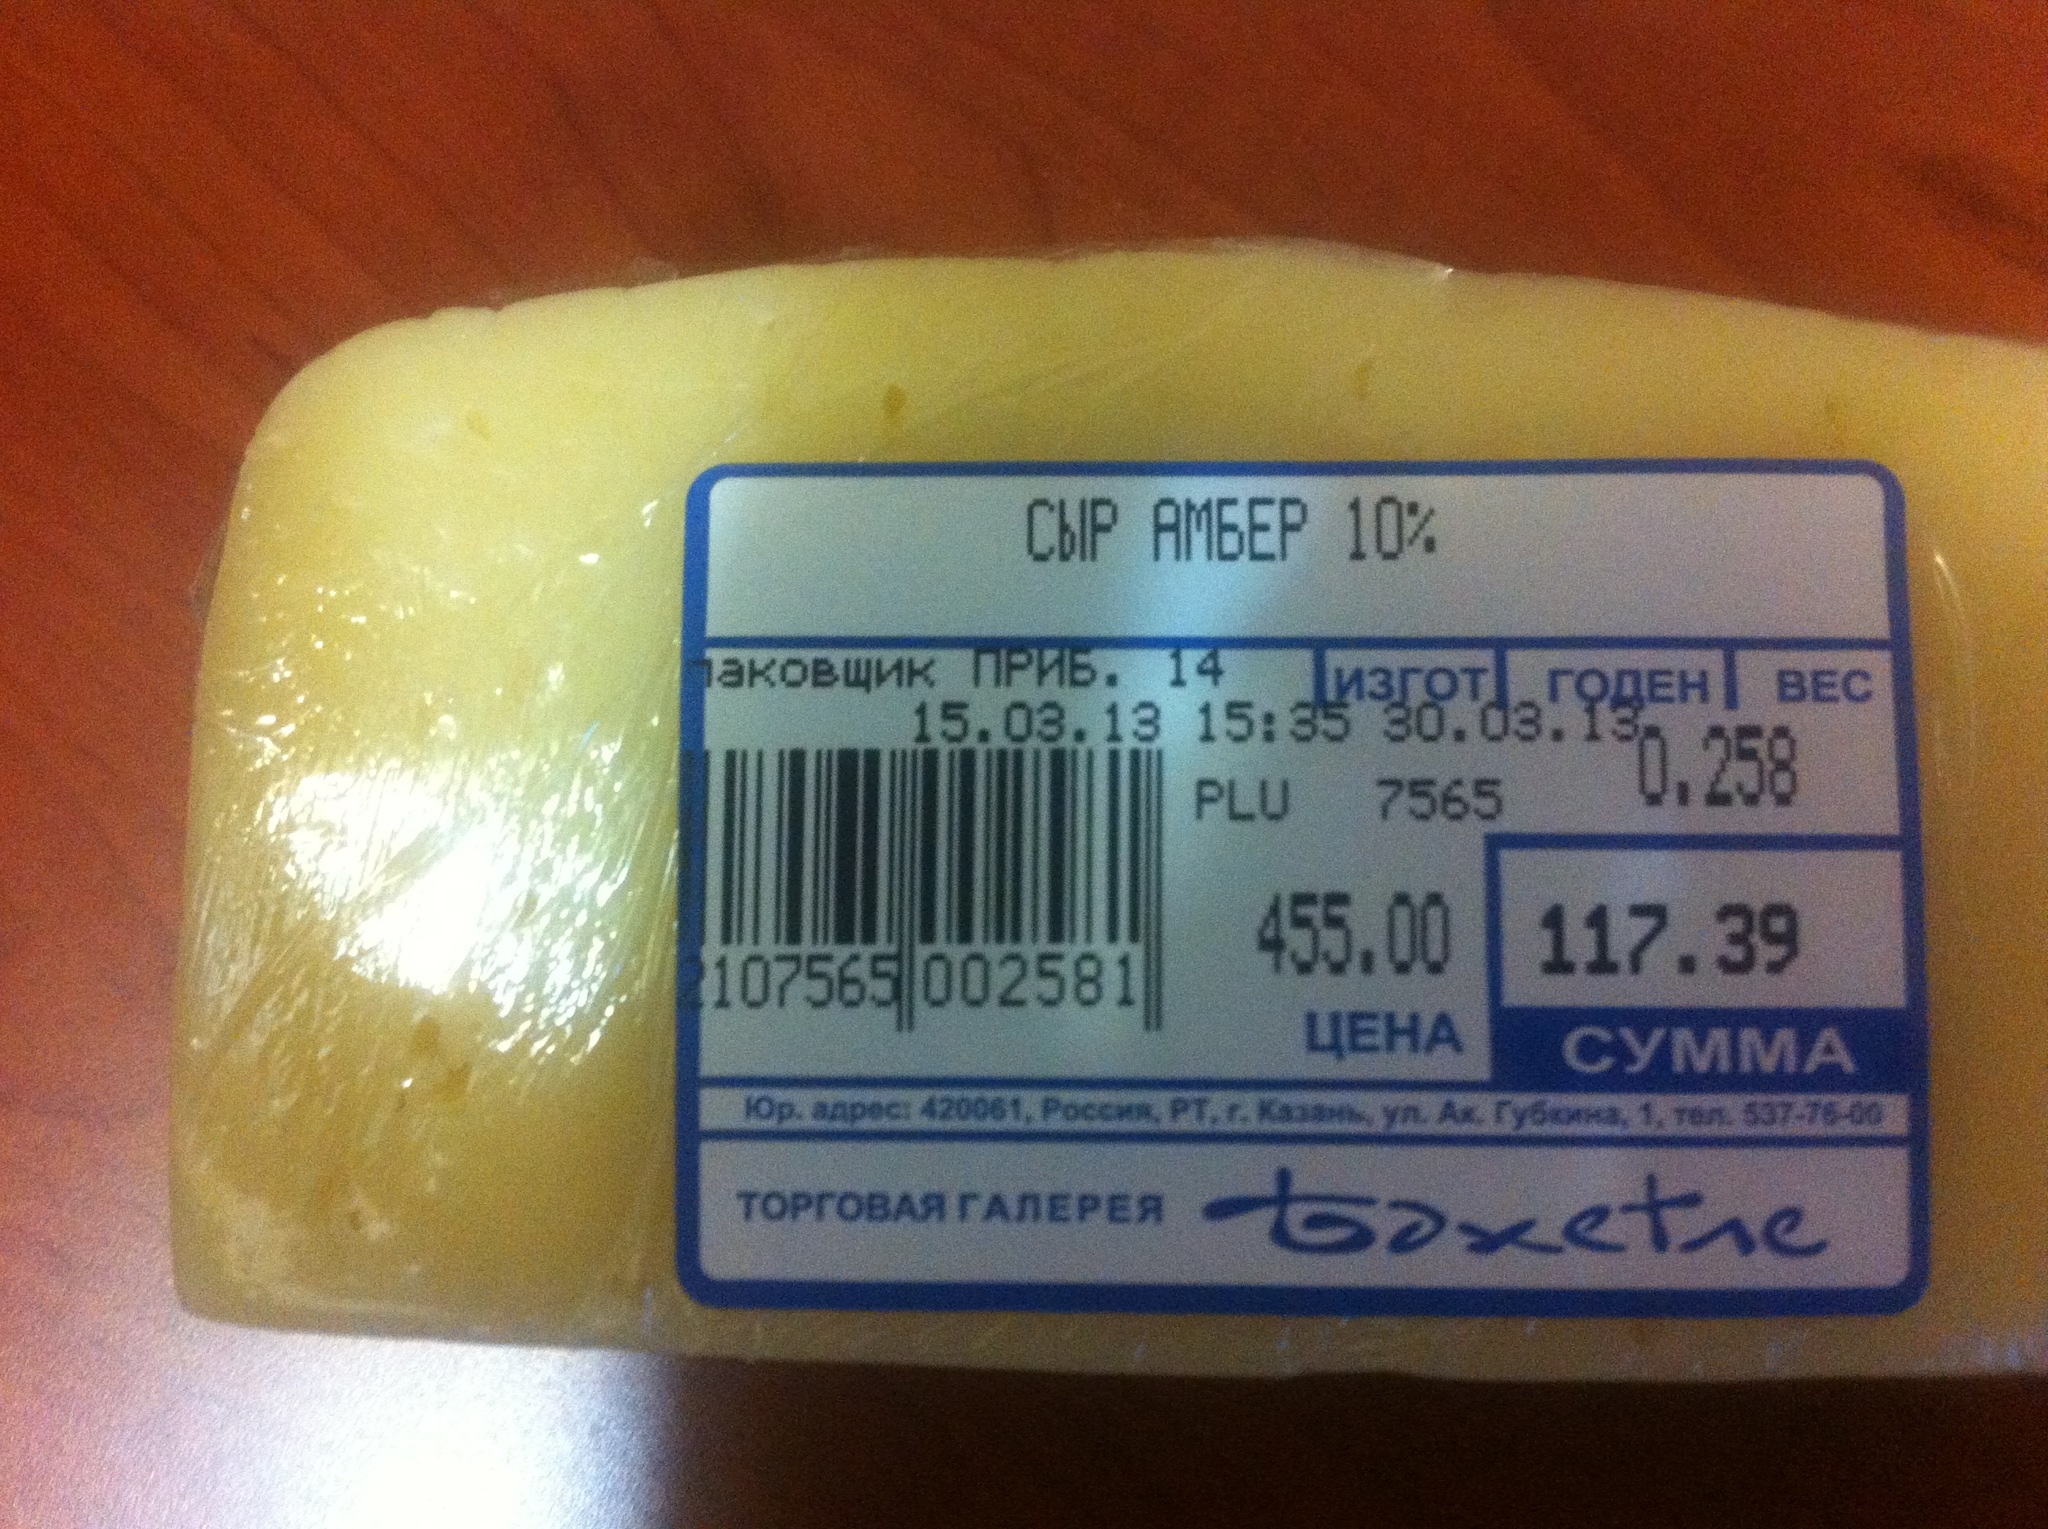 СЫР АМБЕР 10%
паковщик ПРИБ. 14 ИЗГОТ ГОДЕН ВЕС
15.03.13 15:35 30.03.13 0.258
PLU 7565
455.00 117.39
2107565 002581
ЦЕНА СУММА
Юр. адрес: 420061, Россия, РТ, г. Казань, ул. Ак. Губкина, 1, тел. 537-76-00
ТОРГОВАЯ ГАЛЕРЕЯ Бахетле